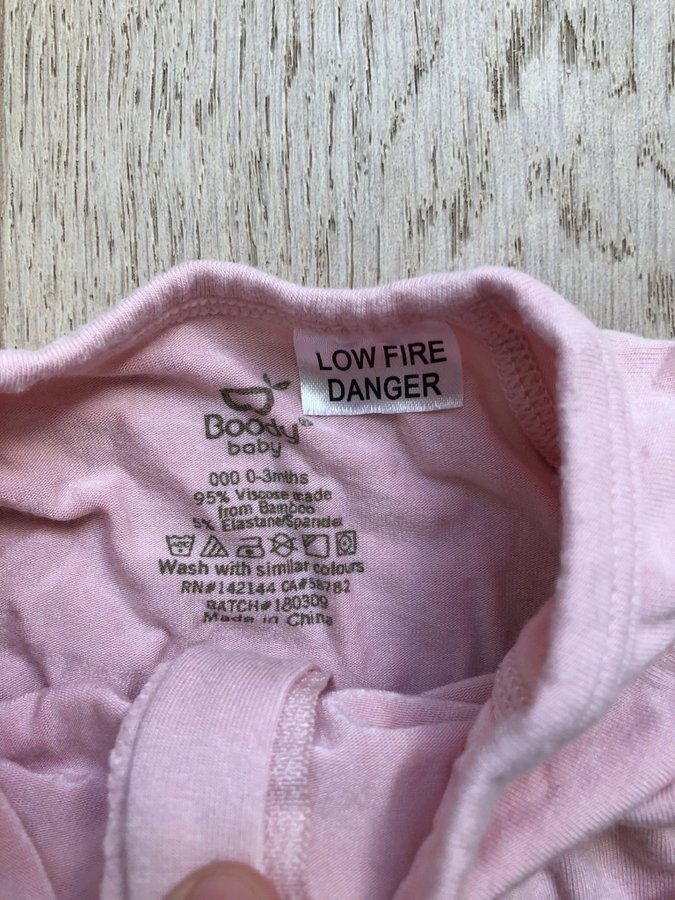 LOW FIRE
DANGER
Boody®
baby
000 0-3mths
95% Viscose made
from Bamboo
5% Elastane/Spandex
Wash with similar colours
RN#142144 CA#58782
BATCH#180309
Made in China